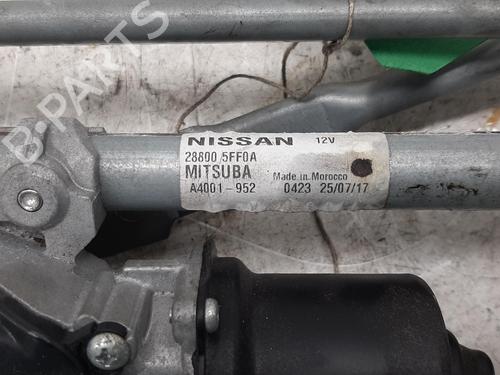 B-PARTS
NISSAN 12V
28800 5FF0A
MITSUBA Made in Morocco
A4001-952 0423 25/07/17